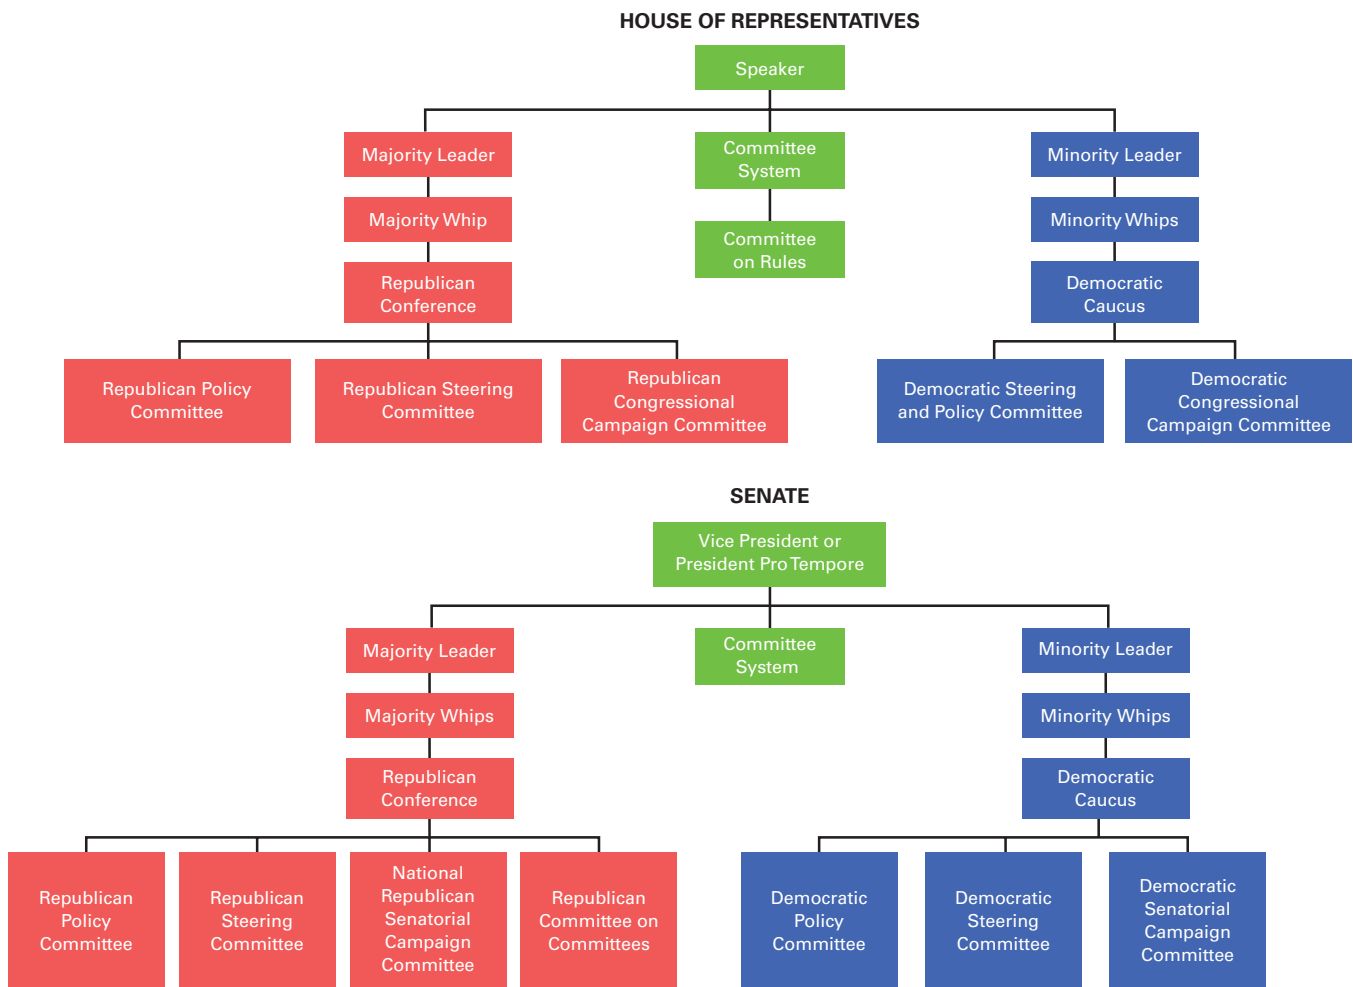 HOUSE OF REPRESENTATIVES
Speaker
Majority Leader
Committee
System
Minority Leader
Majority Whip
Committee
on Rules
Minority Whips
Republican
Conference
Democratic
Caucus
Republican Policy
Committee
Republican Steering
Committee
Republican
Congressional
Campaign Committee
Democratic Steering
and Policy Committee
Democratic
Congressional
Campaign Committee
SENATE
Vice President or
President Pro Tempore
Majority Leader
Committee
System
Minority Leader
Majority Whips
Minority Whips
Republican
Conference
Democratic
Caucus
Republican
Policy
Committee
Republican
Steering
Committee
National
Republican
Senatorial
Campaign
Committee
Republican
Committee on
Committees
Democratic
Policy
Committee
Democratic
Steering
Committee
Democratic
Senatorial
Campaign
Committee